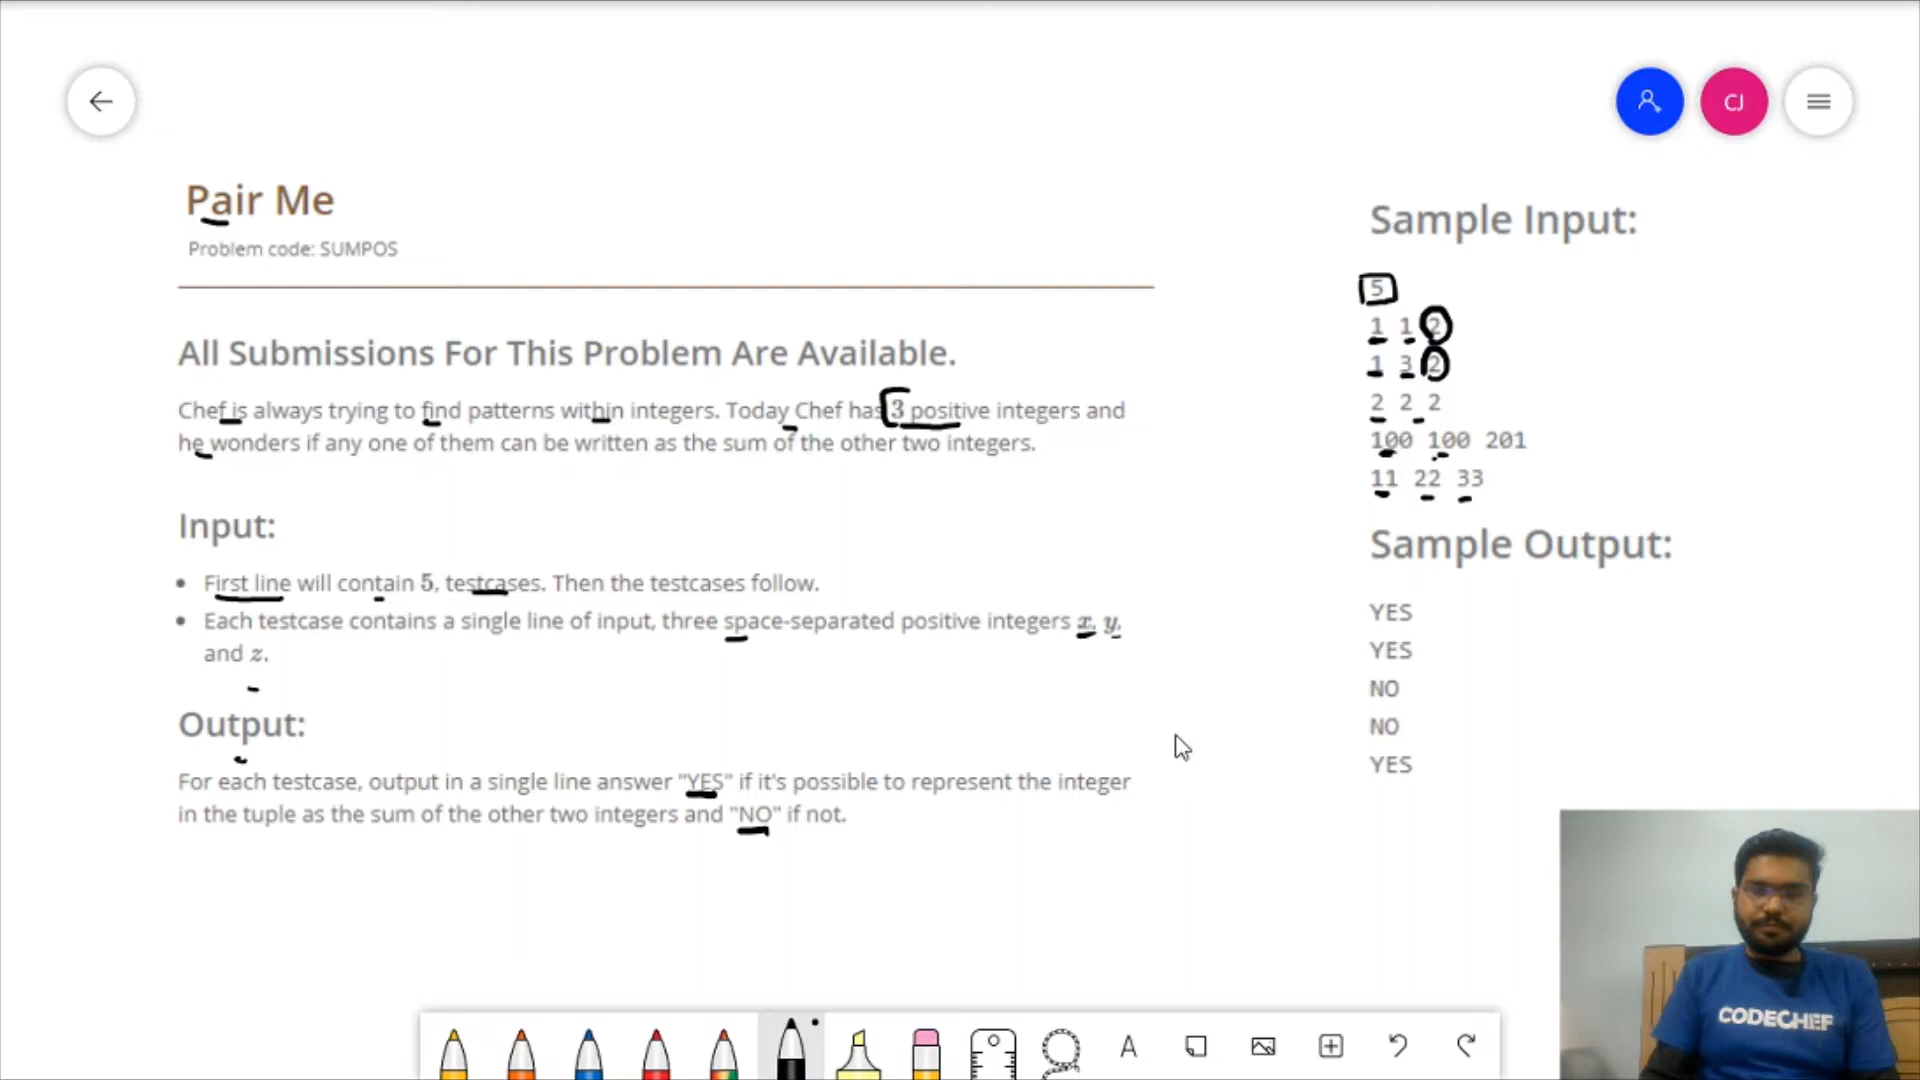 CJ
Pair Me
Problem code: SUMPOS
All Submissions For This Problem Are Available.
Chef is always trying to find patterns within integers. Today Chef has 3 positive integers and
he wonders if any one of them can be written as the sum of the other two integers.
Input:
First line will contain 5, testcases. Then the testcases follow.
Each testcase contains a single line of input, three space-separated positive integers x, y,
and z.
Output:
For each testcase, output in a single line answer "YES" if it's possible to represent the integer
in the tuple as the sum of the other two integers and "NO" if not.
Sample Input:
5
1 1 2
1 3 2
2 2 2
100 100 201
11 22 33
Sample Output:
YES
YES
NO
NO
YES
CODECHEF
A